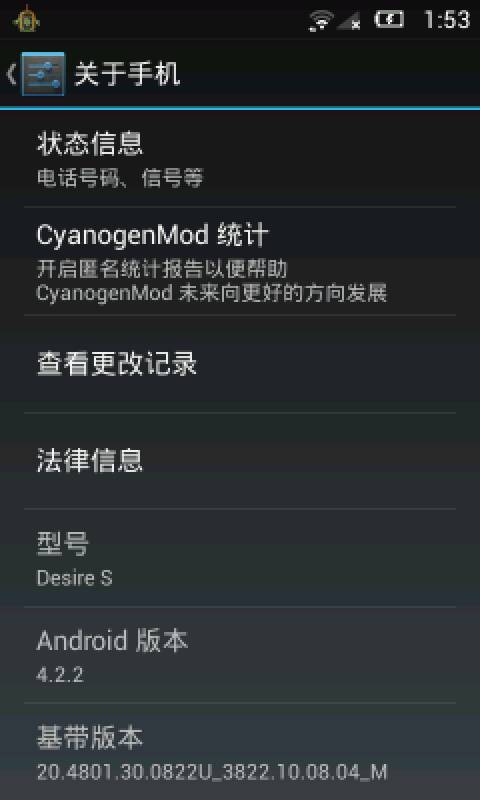 1:53
关于手机
状态信息
电话号码、信号等
CyanogenMod 统计
开启匿名统计报告以便帮助
CyanogenMod 未来向更好的方向发展
查看更改记录
法律信息
型号
Desire S
Android 版本
4.2.2
基带版本
20.4801.30.0822U_3822.10.08.04_M